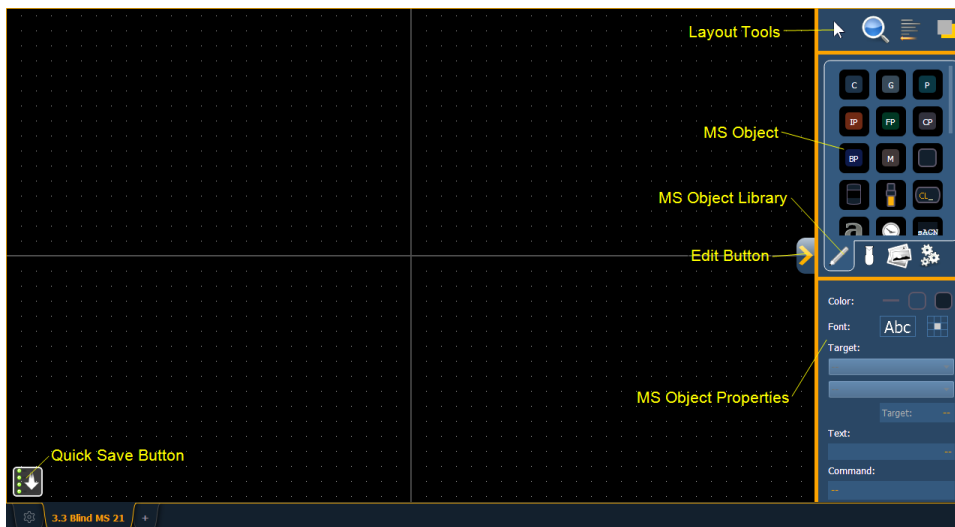 Layout Tools
C G P
MS Object
IP FP CP
BP M
MS Object Library
CL_
a sACN
Edit Button
Color:
Font: Abc
Target:
MS Object Properties
Target: --
Text:
--
Quick Save Button
Command:
--
3.3 Blind MS 21 +